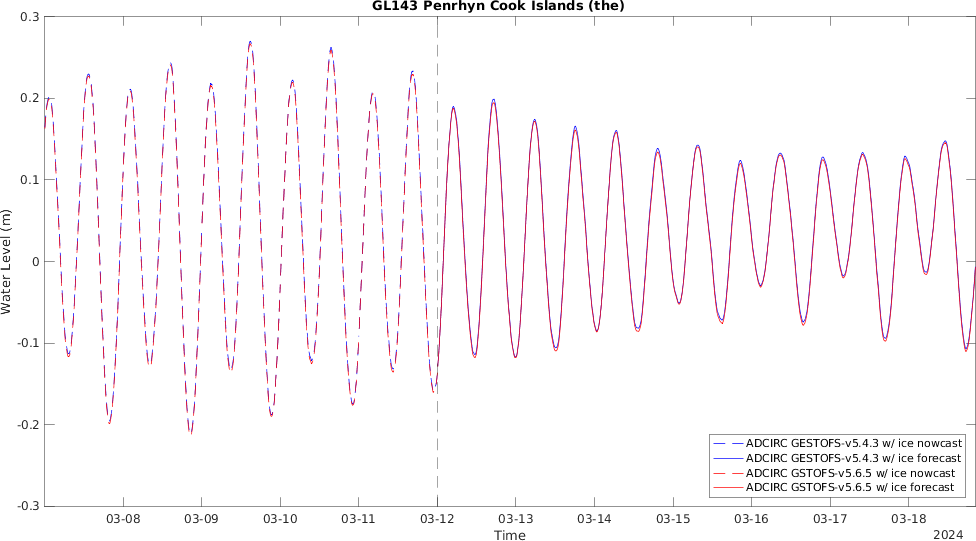 GL143 Penrhyn Cook Islands (the)
0.3
0.2
0.1
0
-0.1
-0.2
-0.3
Water Level (m)
ADCIRC GESTOFS-v5.4.3 w/ ice nowcast
ADCIRC GESTOFS-v5.4.3 w/ ice forecast
ADCIRC GSTOFS-v5.6.5 w/ ice nowcast
ADCIRC GSTOFS-v5.6.5 w/ ice forecast
03-08 03-09 03-10 03-11 03-12 03-13 03-14 03-15 03-16 03-17 03-18
Time
2024